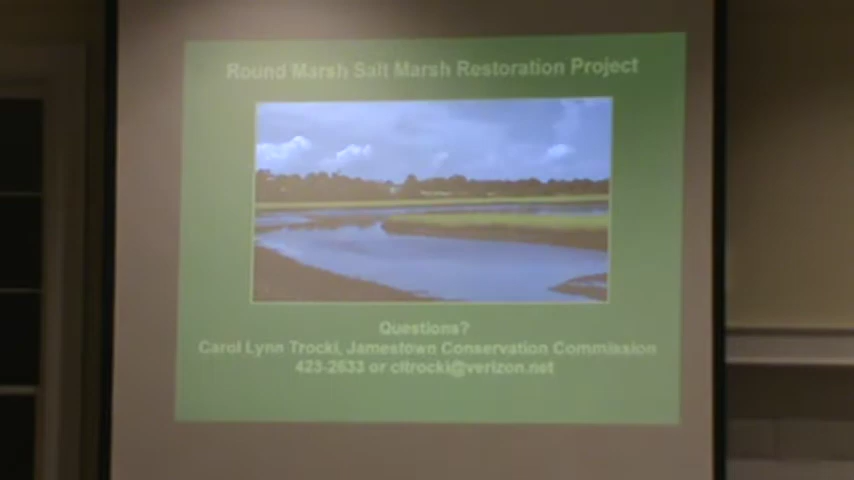 Round Marsh Salt Marsh Restoration Project
Questions?
Carol Lynn Trocki, Jamestown Conservation Commission
423-2633 or cltrocki@verizon.net